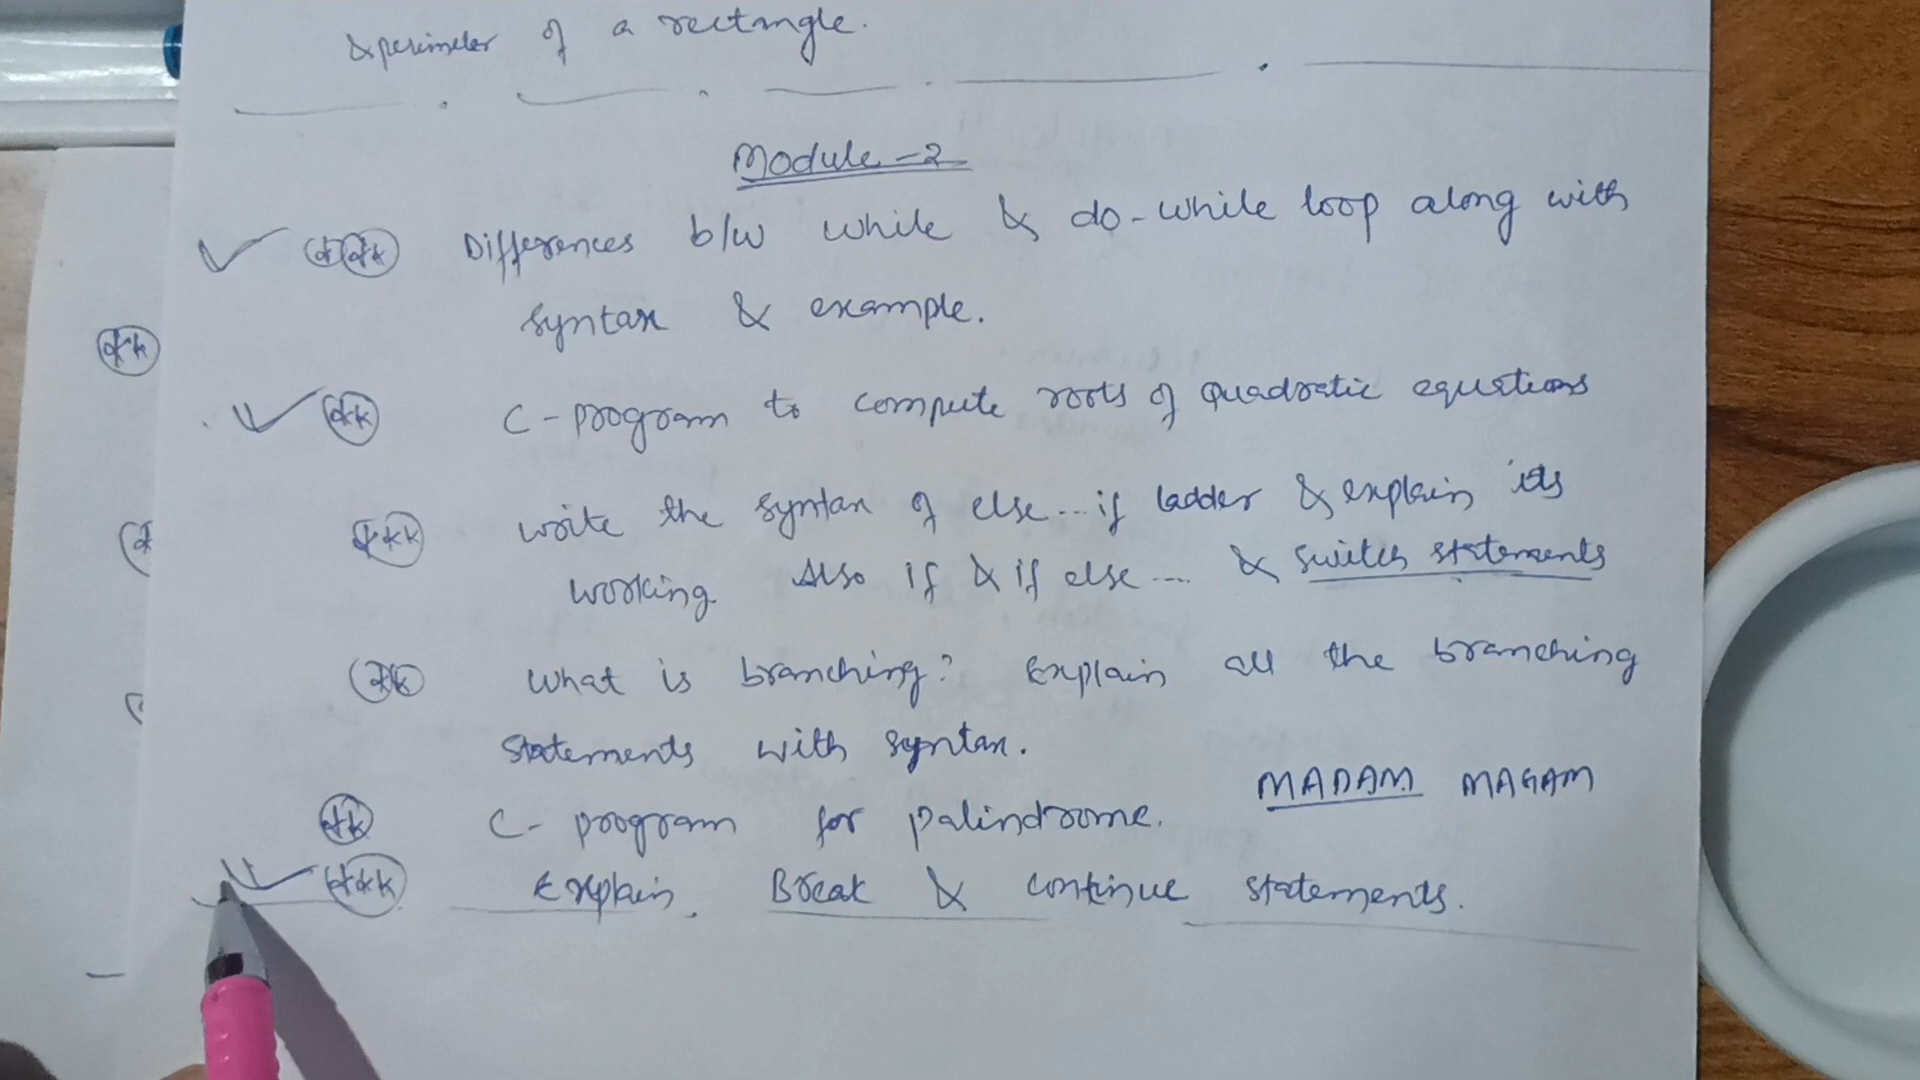 & perimeter of a rectangle.
Module - 2
*** Differences b/w while & do-while loop along with
syntax & example.
** C-program to compute roots of quadratic equations
*** write the syntax of else...if ladder & explain its
working. Also if & if else.... & switch statements
** What is branching? Explain all the branching
statements with syntax.
MADAM MAGAM
** C- program for palindrome.
*** Explain Break & continue statements.